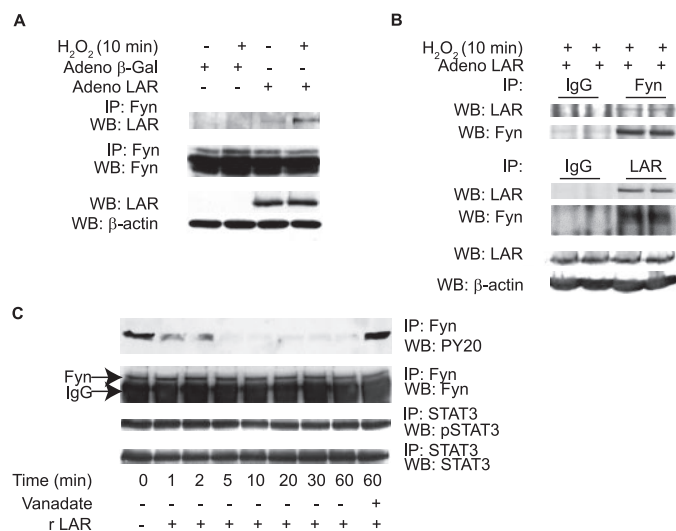 A
H₂O₂ (10 min) - + - +
Adeno β-Gal + + - -
Adeno LAR - - + +
IP: Fyn
WB: LAR
IP: Fyn
WB: Fyn
WB: LAR
WB: β-actin
B
H₂O₂ (10 min) + + + +
Adeno LAR + + + +
IP: IgG Fyn
WB: LAR
WB: Fyn
IP: IgG LAR
WB: LAR
WB: Fyn
WB: LAR
WB: β-actin
C
IP: Fyn
WB: PY20
Fyn
IgG
IP: Fyn
WB: Fyn
IP: STAT3
WB: pSTAT3
IP: STAT3
WB: STAT3
Time (min) 0 1 2 5 10 20 30 60 60
Vanadate - - - - - - - - +
r LAR - + + + + + + + +